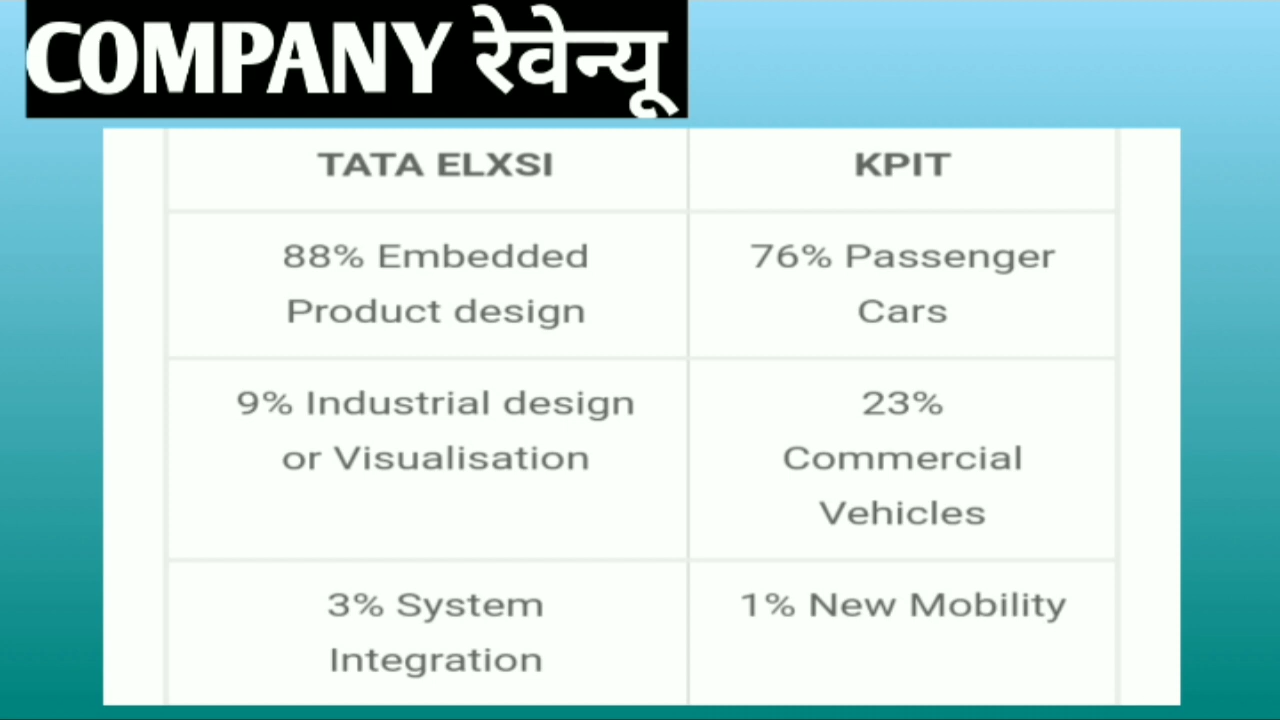 COMPANY रेवेन्यू
TATA ELXSI
KPIT
88% Embedded
Product design
76% Passenger
Cars
9% Industrial design
or Visualisation
23%
Commercial
Vehicles
3% System
Integration
1% New Mobility